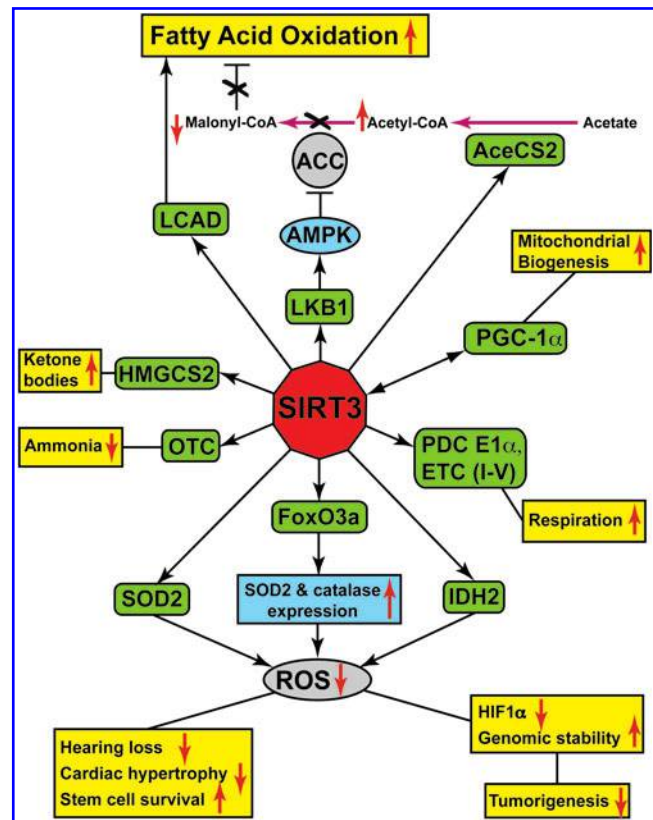 Fatty Acid Oxidation
Malonyl-CoA
Acetyl-CoA
Acetate
ACC
AceCS2
LCAD
AMPK
Mitochondrial
Biogenesis
LKB1
PGC-1α
Ketone
bodies
HMGCS2
SIRT3
Ammonia
OTC
PDC E1α,
ETC (I-V)
FoxO3a
Respiration
SOD2
SOD2 & catalase
expression
IDH2
ROS
HIF1α
Genomic stability
Hearing loss
Cardiac hypertrophy
Stem cell survival
Tumorigenesis